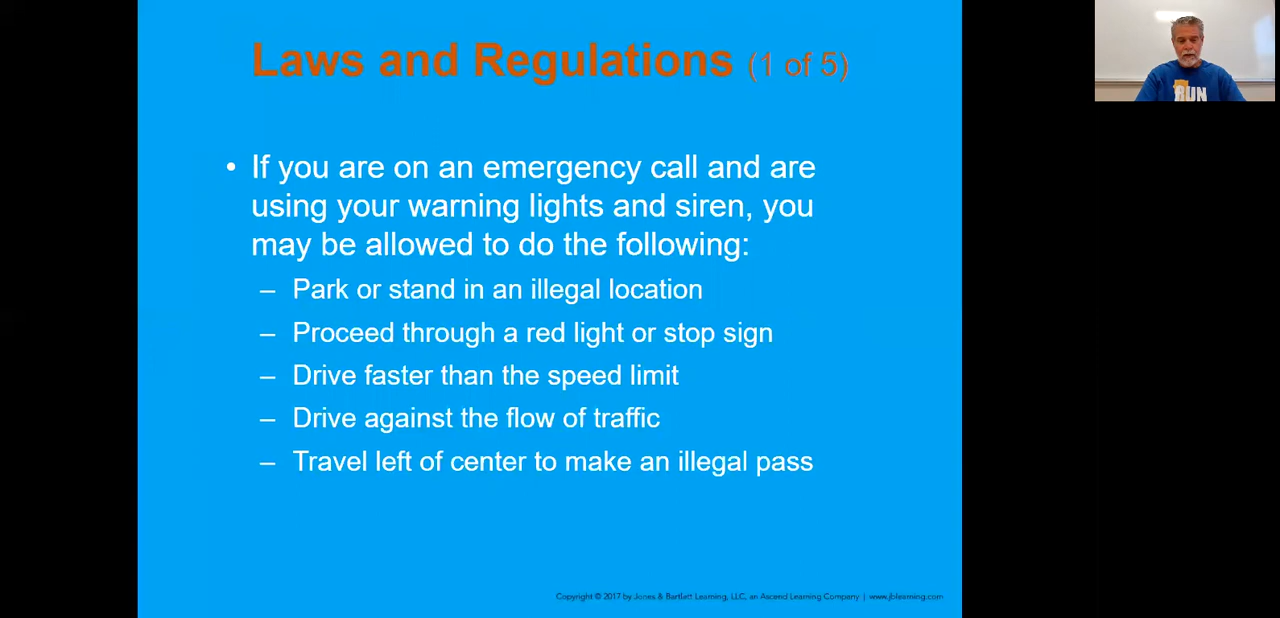 Laws and Regulations (1 of 5)
• If you are on an emergency call and are
using your warning lights and siren, you
may be allowed to do the following:
– Park or stand in an illegal location
– Proceed through a red light or stop sign
– Drive faster than the speed limit
– Drive against the flow of traffic
– Travel left of center to make an illegal pass
Copyright © 2017 by Jones & Bartlett Learning, LLC, an Ascend Learning Company | www.jblearning.com
RUN